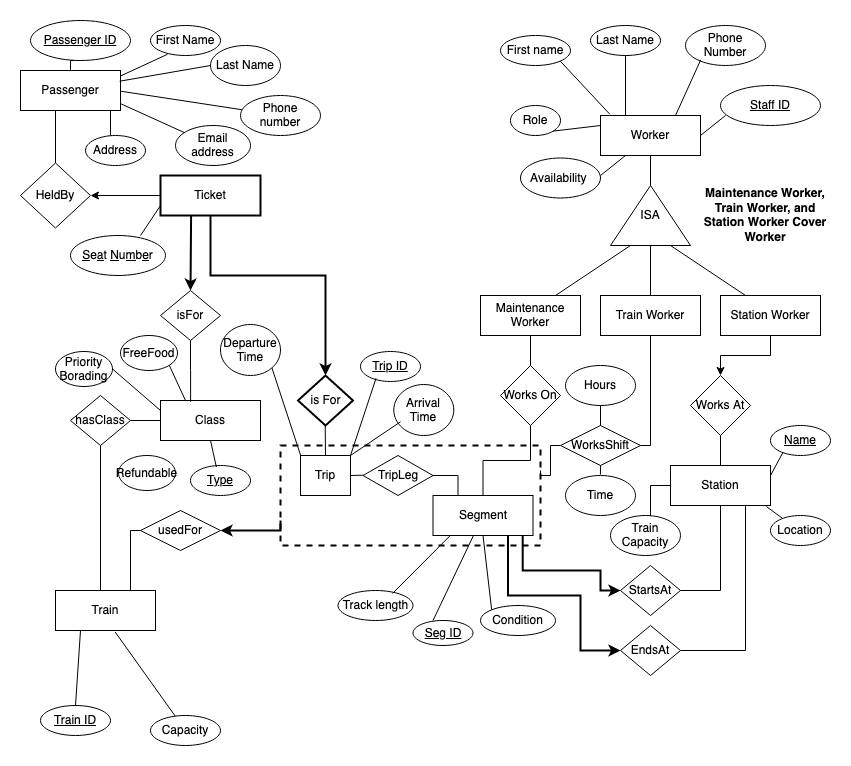 Passenger ID
First Name
Last Name
Passenger
Phone
number
Address
Email
address
HeldBy
Ticket
Seat Number
isFor
Departure
Time
FreeFood
Priority
Borading
Trip ID
is For
Arrival
Time
hasClass
Class
Refundable
Type
Trip
TripLeg
Segment
usedFor
Train
Track length
Seg ID
Condition
Train ID
Capacity
First name
Last Name
Phone
Number
Role
Staff ID
Worker
Availability
ISA
Maintenance Worker,
Train Worker, and
Station Worker Cover
Worker
Maintenance
Worker
Train Worker
Station Worker
Works On
Hours
Works At
WorksShift
Name
Time
Station
Train
Capacity
Location
StartsAt
EndsAt